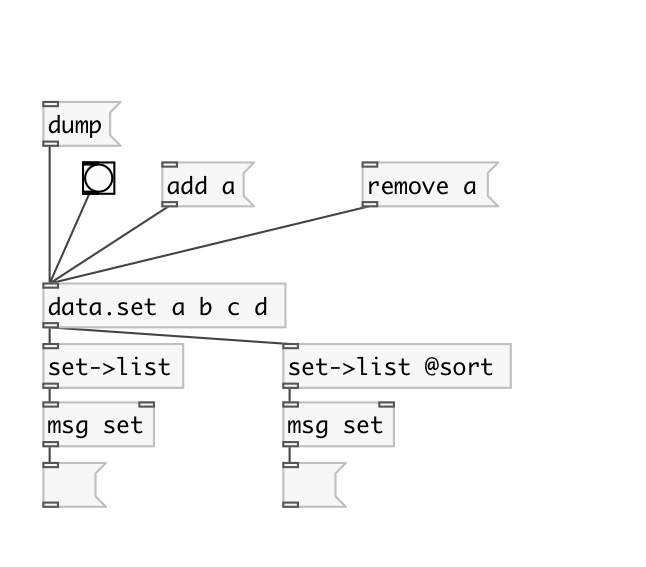 dump
add a
remove a
data.set a b c d
set->list
set->list @sort
msg set
msg set